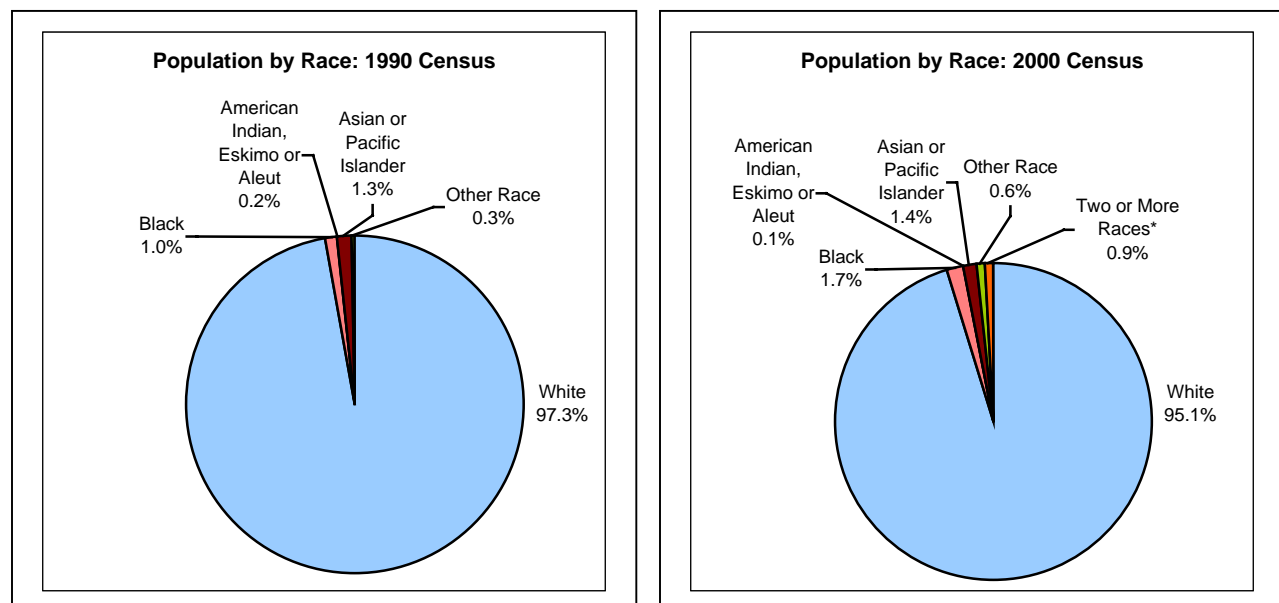 Population by Race: 1990 Census
American
Indian,
Eskimo or
Aleut
0.2%
Asian or
Pacific
Islander
1.3%
Other Race
0.3%
Black
1.0%
White
97.3%
Population by Race: 2000 Census
American
Indian,
Eskimo or
Aleut
0.1%
Asian or
Pacific
Islander
1.4%
Other Race
0.6%
Two or More
Races*
0.9%
Black
1.7%
White
95.1%